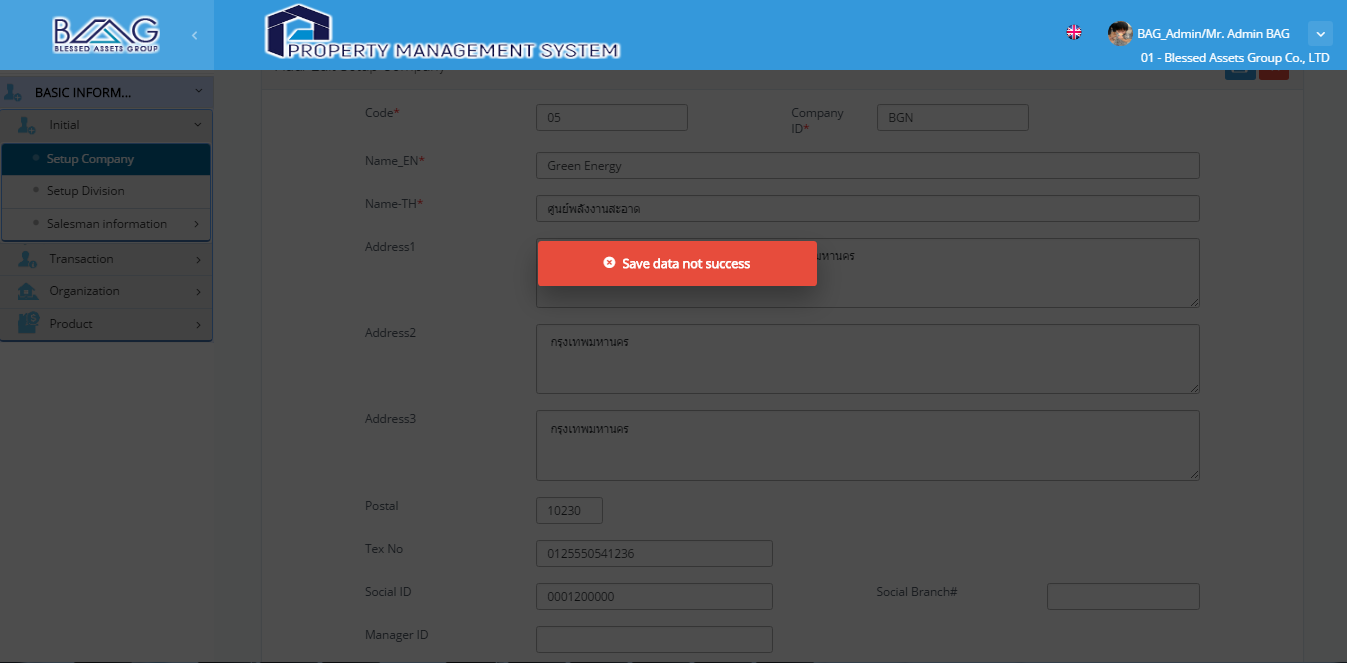 BAG
BLESSED ASSETS GROUP
PROPERTY MANAGEMENT SYSTEM
BAG_Admin/Mr. Admin BAG
01 - Blessed Assets Group Co., LTD
BASIC INFORM...
Initial
Setup Company
Setup Division
Salesman information
Transaction
Organization
Product
Code*
05
Company
ID*
BGN
Name_EN*
Green Energy
Name-TH*
ศูนย์พลังงานสะอาด
Address1
Save data not success
Address2
กรุงเทพมหานคร
Address3
กรุงเทพมหานคร
Postal
10230
Tex No
0125550541236
Social ID
0001200000
Social Branch#
Manager ID